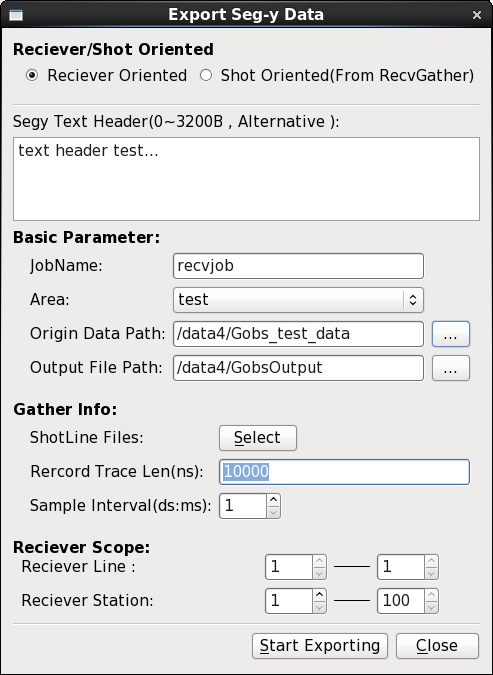 Export Seg-y Data
Reciever/Shot Oriented
Reciever Oriented Shot Oriented(From RecvGather)
Segy Text Header(0~3200B , Alternative ):
text header test...
Basic Parameter:
JobName: recvjob
Area: test
Origin Data Path: /data4/Gobs_test_data ...
Output File Path: /data4/GobsOutput ...
Gather Info:
ShotLine Files: Select
Rercord Trace Len(ns): 10000
Sample Interval(ds:ms): 1
Reciever Scope:
Reciever Line : 1 1
Reciever Station: 1 100
Start Exporting Close